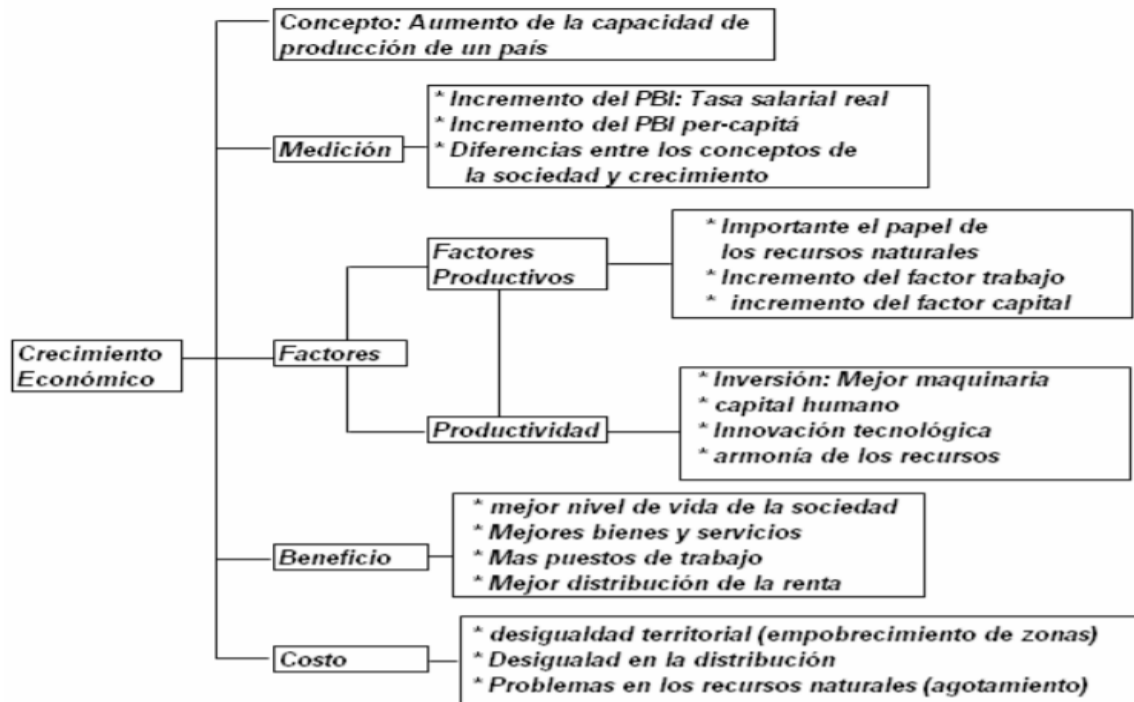 Concepto: Aumento de la capacidad de
producción de un país
Medición
* Incremento del PBI: Tasa salarial real
* Incremento del PBI per-capitá
* Diferencias entre los conceptos de
la sociedad y crecimiento
Factores
Productivos
* Importante el papel de
los recursos naturales
* Incremento del factor trabajo
* incremento del factor capital
Crecimiento
Económico
Factores
Productividad
* Inversión: Mejor maquinaria
* capital humano
* Innovación tecnológica
* armonía de los recursos
Beneficio
* mejor nivel de vida de la sociedad
* Mejores bienes y servicios
* Mas puestos de trabajo
* Mejor distribución de la renta
Costo
* desigualdad territorial (empobrecimiento de zonas)
* Desigualad en la distribución
* Problemas en los recursos naturales (agotamiento)